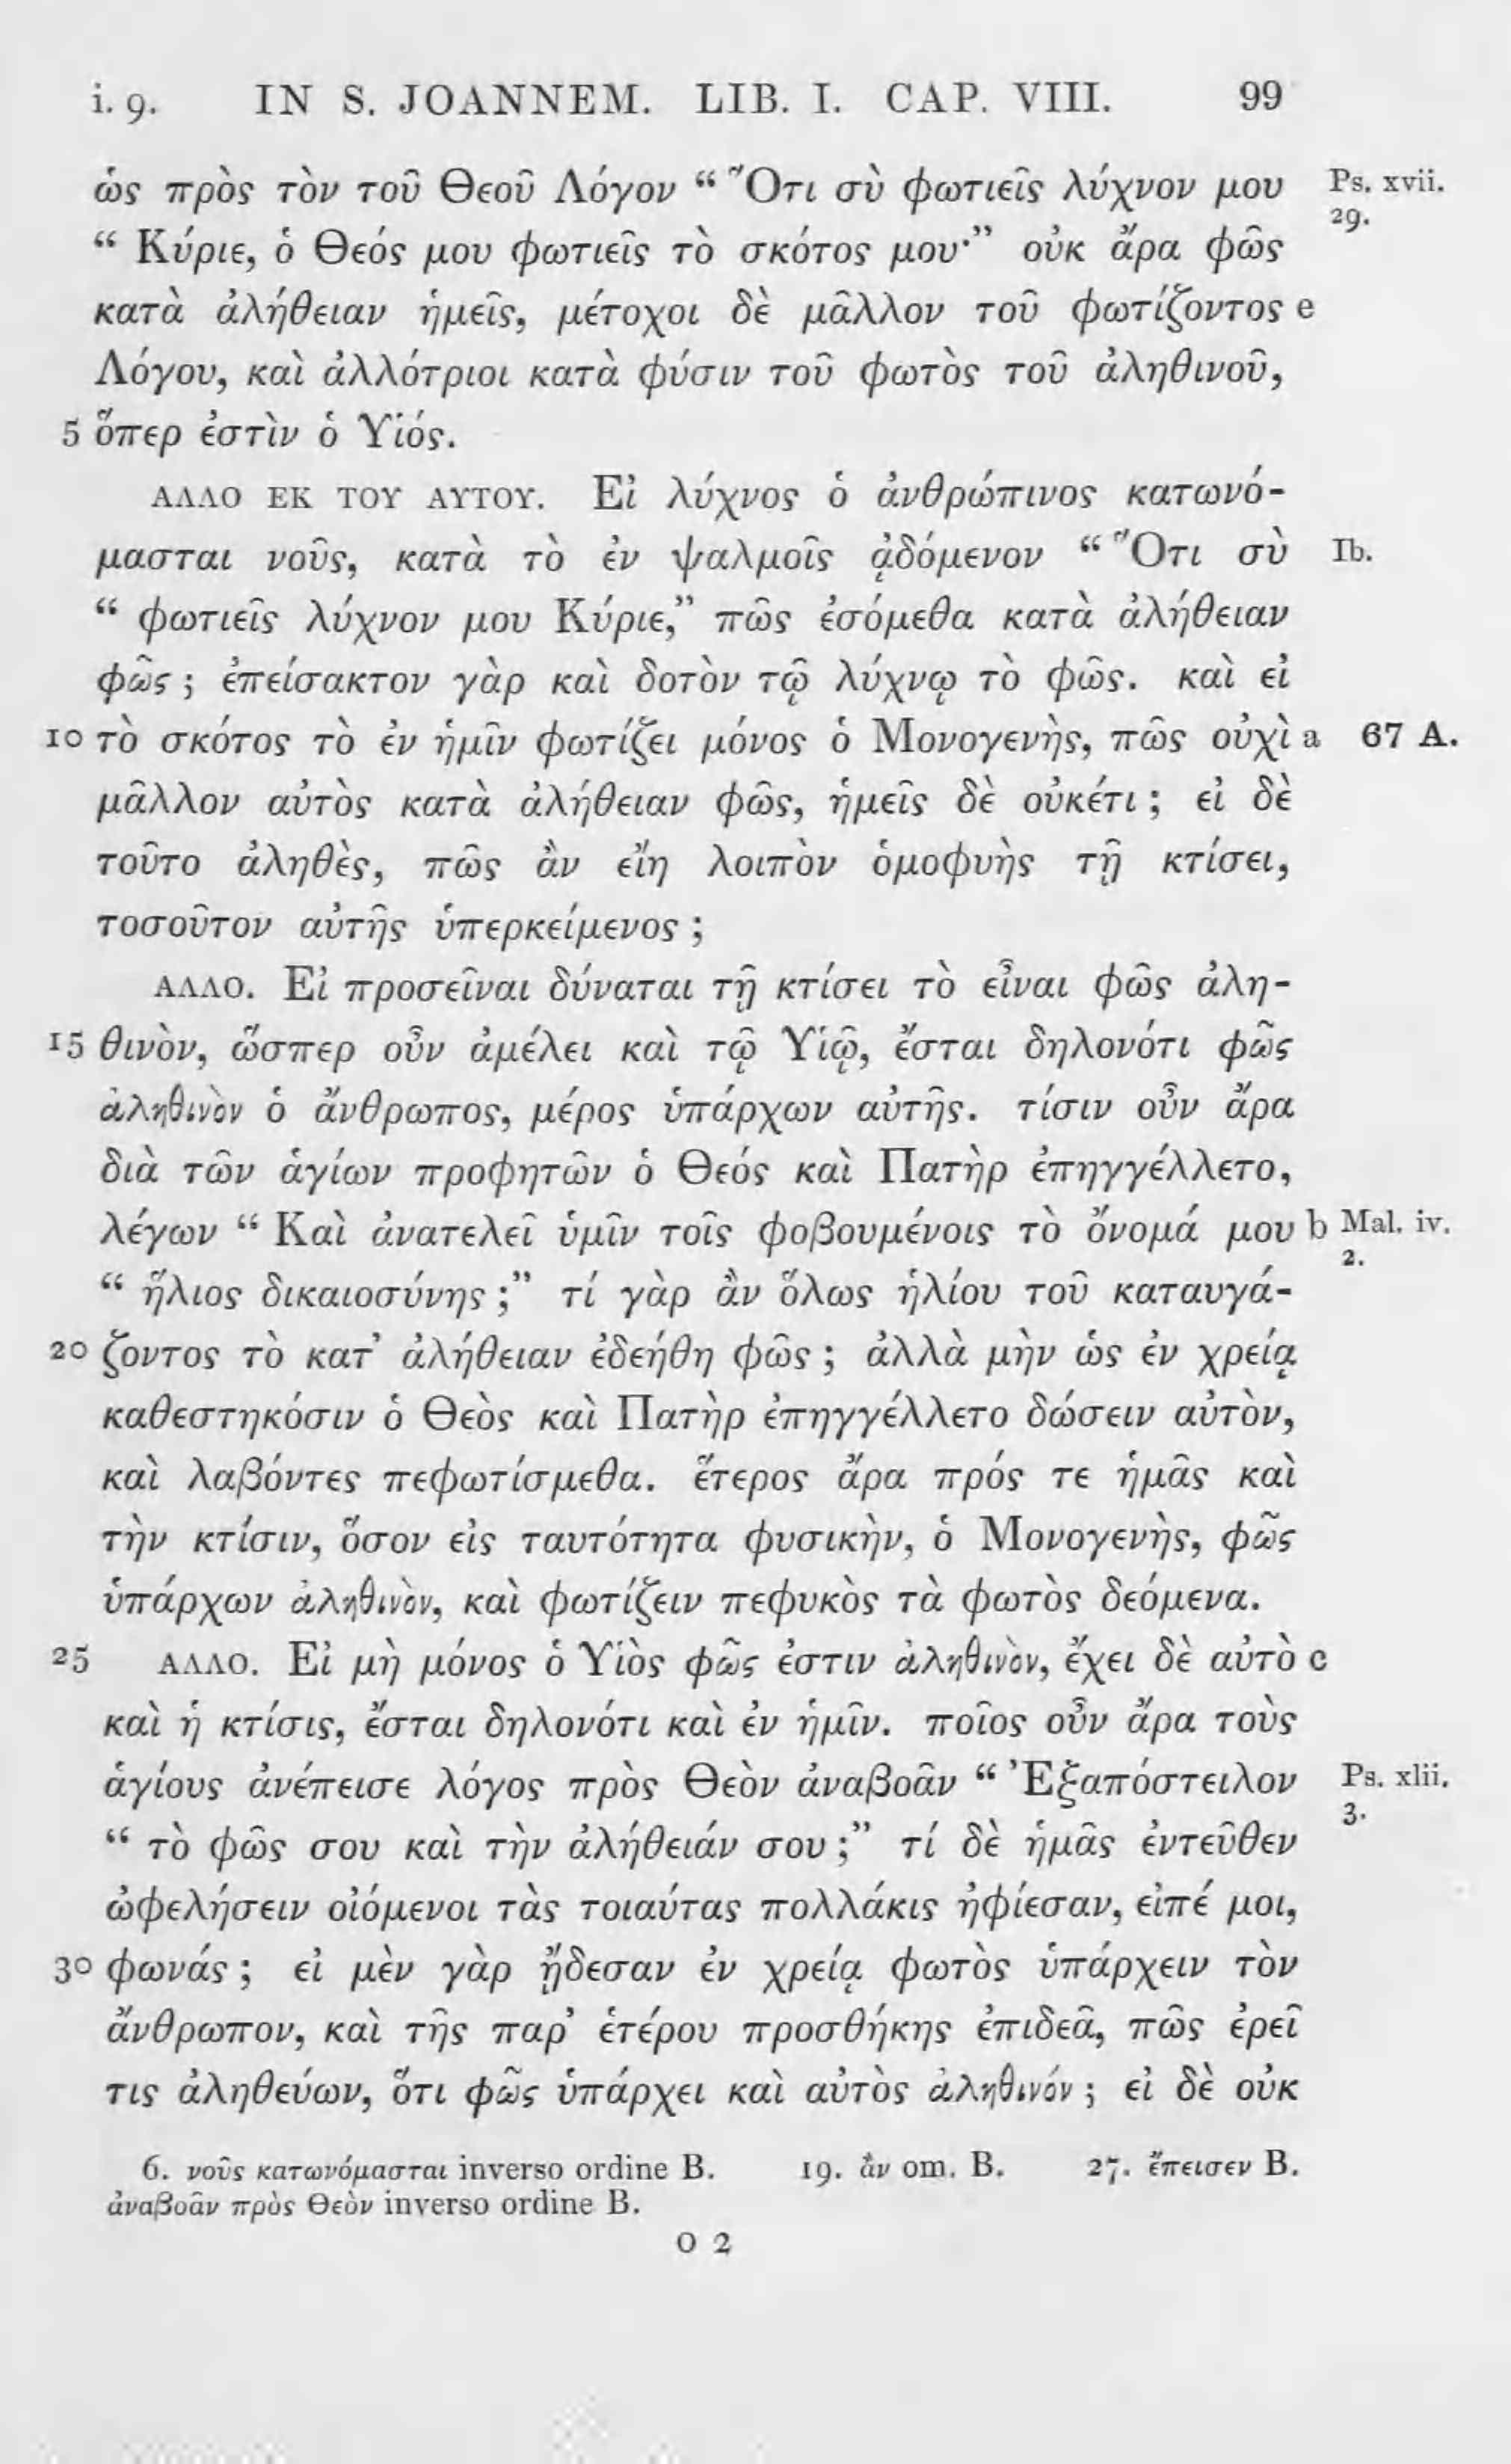 i. 9. IN S. JOANNEM. LIB. I. CAP. VIII. 99
ὡς πρὸς τὸν τοῦ Θεοῦ Λόγον “ Ὅτι σὺ φωτιεῖς λύχνον μου Ps. xvii. 29.
“ Κύριε, ὁ Θεός μου φωτιεῖς τὸ σκότος μου·” οὐκ ἄρα φῶς
κατὰ ἀλήθειαν ἡμεῖς, μέτοχοι δὲ μᾶλλον τοῦ φωτίζοντος e
Λόγου, καὶ ἀλλότριοι κατὰ φύσιν τοῦ φωτὸς τοῦ ἀληθινοῦ,
5 ὅπερ ἐστὶν ὁ Υἱός.
ΑΛΛΟ ΕΚ ΤΟΥ ΑΥΤΟΥ. Εἰ λύχνος ὁ ἀνθρώπινος κατωνό-
μασται νοῦς, κατὰ τὸ ἐν ψαλμοῖς ᾀδόμενον “ Ὅτι σὺ Ib.
“ φωτιεῖς λύχνον μου Κύριε,” πῶς ἐσόμεθα κατὰ ἀλήθειαν
φῶς ; ἐπείσακτον γὰρ καὶ δοτὸν τῷ λύχνῳ τὸ φῶς. καὶ εἰ
10 τὸ σκότος τὸ ἐν ἡμῖν φωτίζει μόνος ὁ Μονογενὴς, πῶς οὐχὶ a 67 A.
μᾶλλον αὐτὸς κατὰ ἀλήθειαν φῶς, ἡμεῖς δὲ οὐκέτι ; εἰ δὲ
τοῦτο ἀληθὲς, πῶς ἂν εἴη λοιπὸν ὁμοφυὴς τῇ κτίσει,
τοσοῦτον αὐτῆς ὑπερκείμενος ;
ΑΛΛΟ. Εἰ προσεῖναι δύναται τῇ κτίσει τὸ εἶναι φῶς ἀλη-
15 θινὸν, ὥσπερ οὖν ἀμέλει καὶ τῷ Υἱῷ, ἔσται δηλονότι φῶς
ἀληθινὸν ὁ ἄνθρωπος, μέρος ὑπάρχων αὐτῆς. τίσιν οὖν ἄρα
διὰ τῶν ἁγίων προφητῶν ὁ Θεός καὶ Πατὴρ ἐπηγγέλλετο,
λέγων “ Καὶ ἀνατελεῖ ὑμῖν τοῖς φοβουμένοις τὸ ὄνομά μου b Mal. iv. 2.
“ ἥλιος δικαιοσύνης ;” τί γὰρ ἂν ὅλως ἡλίου τοῦ καταυγά-
20 ζοντος τὸ κατ’ ἀλήθειαν ἐδεήθη φῶς ; ἀλλὰ μὴν ὡς ἐν χρείᾳ
καθεστηκόσιν ὁ Θεὸς καὶ Πατὴρ ἐπηγγέλλετο δώσειν αὐτὸν,
καὶ λαβόντες πεφωτίσμεθα. ἕτερος ἄρα πρός τε ἡμᾶς καὶ
τὴν κτίσιν, ὅσον εἰς ταυτότητα φυσικὴν, ὁ Μονογενὴς, φῶς
ὑπάρχων ἀληθινὸν, καὶ φωτίζειν πεφυκὸς τὰ φωτὸς δεόμενα.
25 ΑΛΛΟ. Εἰ μὴ μόνος ὁ Υἱὸς φῶς ἐστιν ἀληθινὸν, ἔχει δὲ αὐτὸ c
καὶ ἡ κτίσις, ἔσται δηλονότι καὶ ἐν ἡμῖν. ποῖος οὖν ἄρα τοὺς
ἁγίους ἀνέπεισε λόγος πρὸς Θεὸν ἀναβοᾶν “ Ἐξαπόστειλον Ps. xlii. 3.
“ τὸ φῶς σου καὶ τὴν ἀλήθειάν σου ;” τί δὲ ἡμᾶς ἐντεῦθεν
ὠφελήσειν οἰόμενοι τὰς τοιαύτας πολλάκις ἠφίεσαν, εἰπέ μοι,
30 φωνάς ; εἰ μὲν γὰρ ᾔδεσαν ἐν χρείᾳ φωτὸς ὑπάρχειν τὸν
ἄνθρωπον, καὶ τῆς παρ’ ἑτέρου προσθήκης ἐπιδεᾶ, πῶς ἐρεῖ
τις ἀληθεύων, ὅτι φῶς ὑπάρχει καὶ αὐτὸς ἀληθινόν ; εἰ δὲ οὐκ
6. νοῦς κατωνόμασται inverso ordine B. 19. ἂν om. B. 27. ἔπεισεν B.
ἀναβοᾶν πρὸς Θεὸν inverso ordine B.
O 2